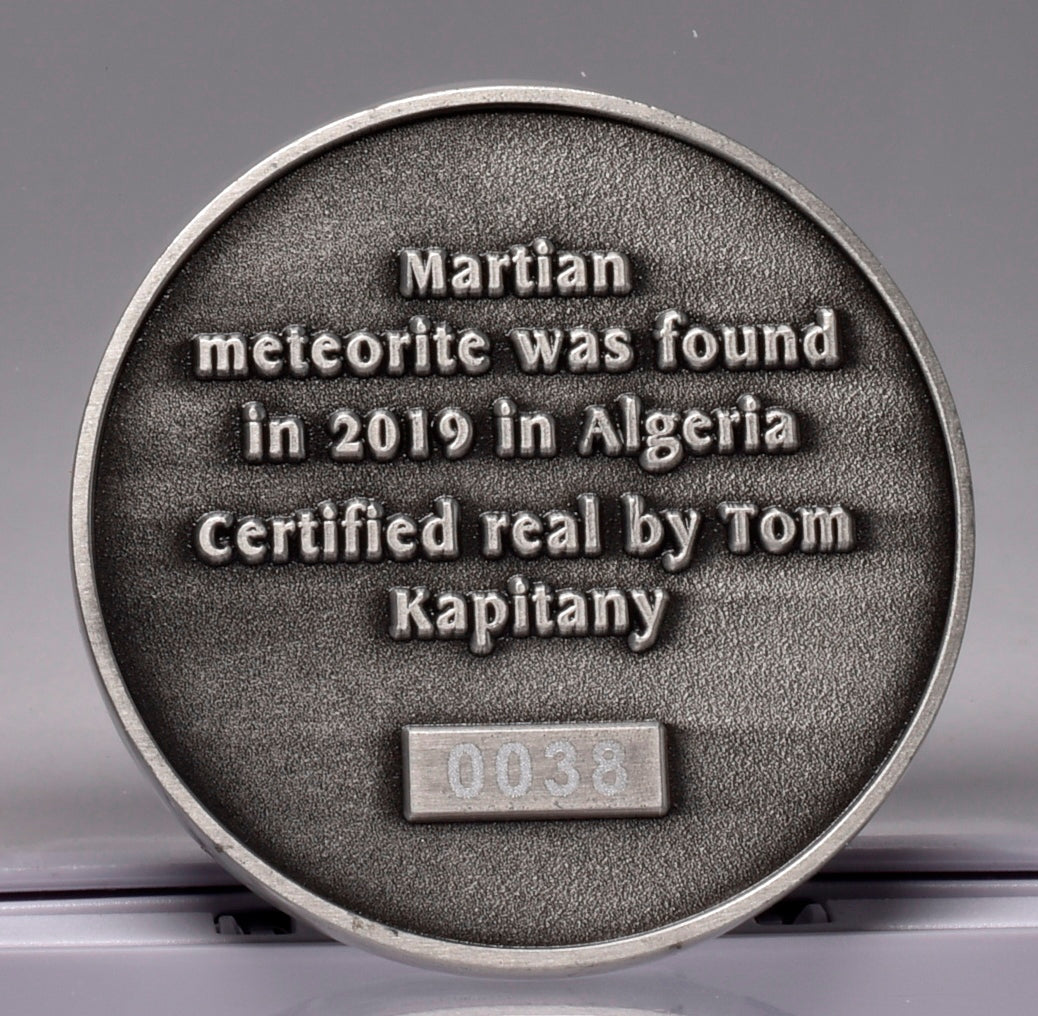 Martian
meteorite was found
in 2019 in Algeria
Certified real by Tom
Kapitany
0038